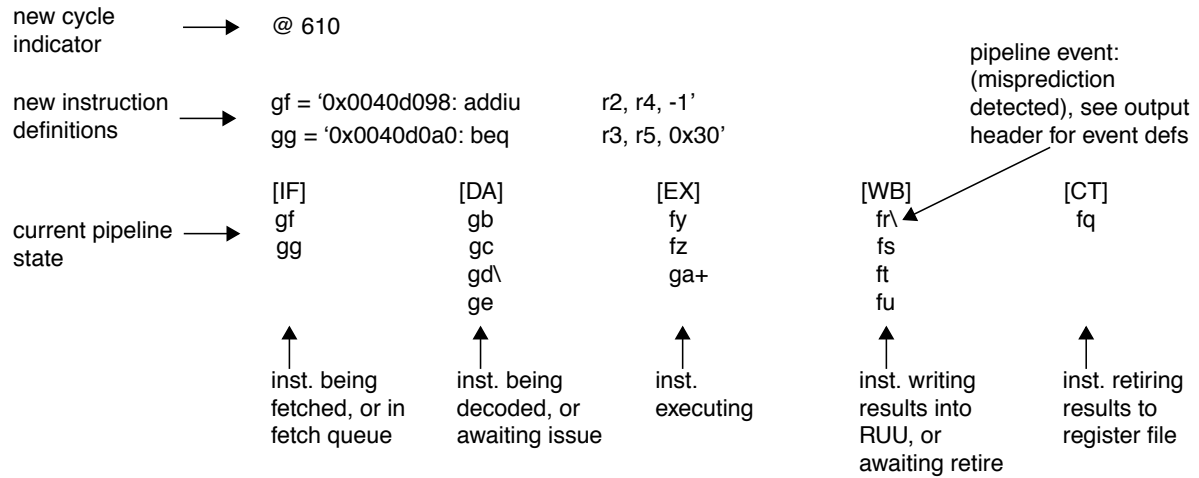 new cycle
indicator
@ 610
pipeline event:
(misprediction
detected), see output
header for event defs
new instruction
definitions
gf = ‘0x0040d098: addiu r2, r4, -1’
gg = ‘0x0040d0a0: beq r3, r5, 0x30’
current pipeline
state
[IF] [DA] [EX] [WB] [CT]
gf gb fy fr\ fq
gg gc fz fs
gd\ ga+ ft
ge fu
inst. being
fetched, or in
fetch queue
inst. being
decoded, or
awaiting issue
inst.
executing
inst. writing
results into
RUU, or
awaiting retire
inst. retiring
results to
register file